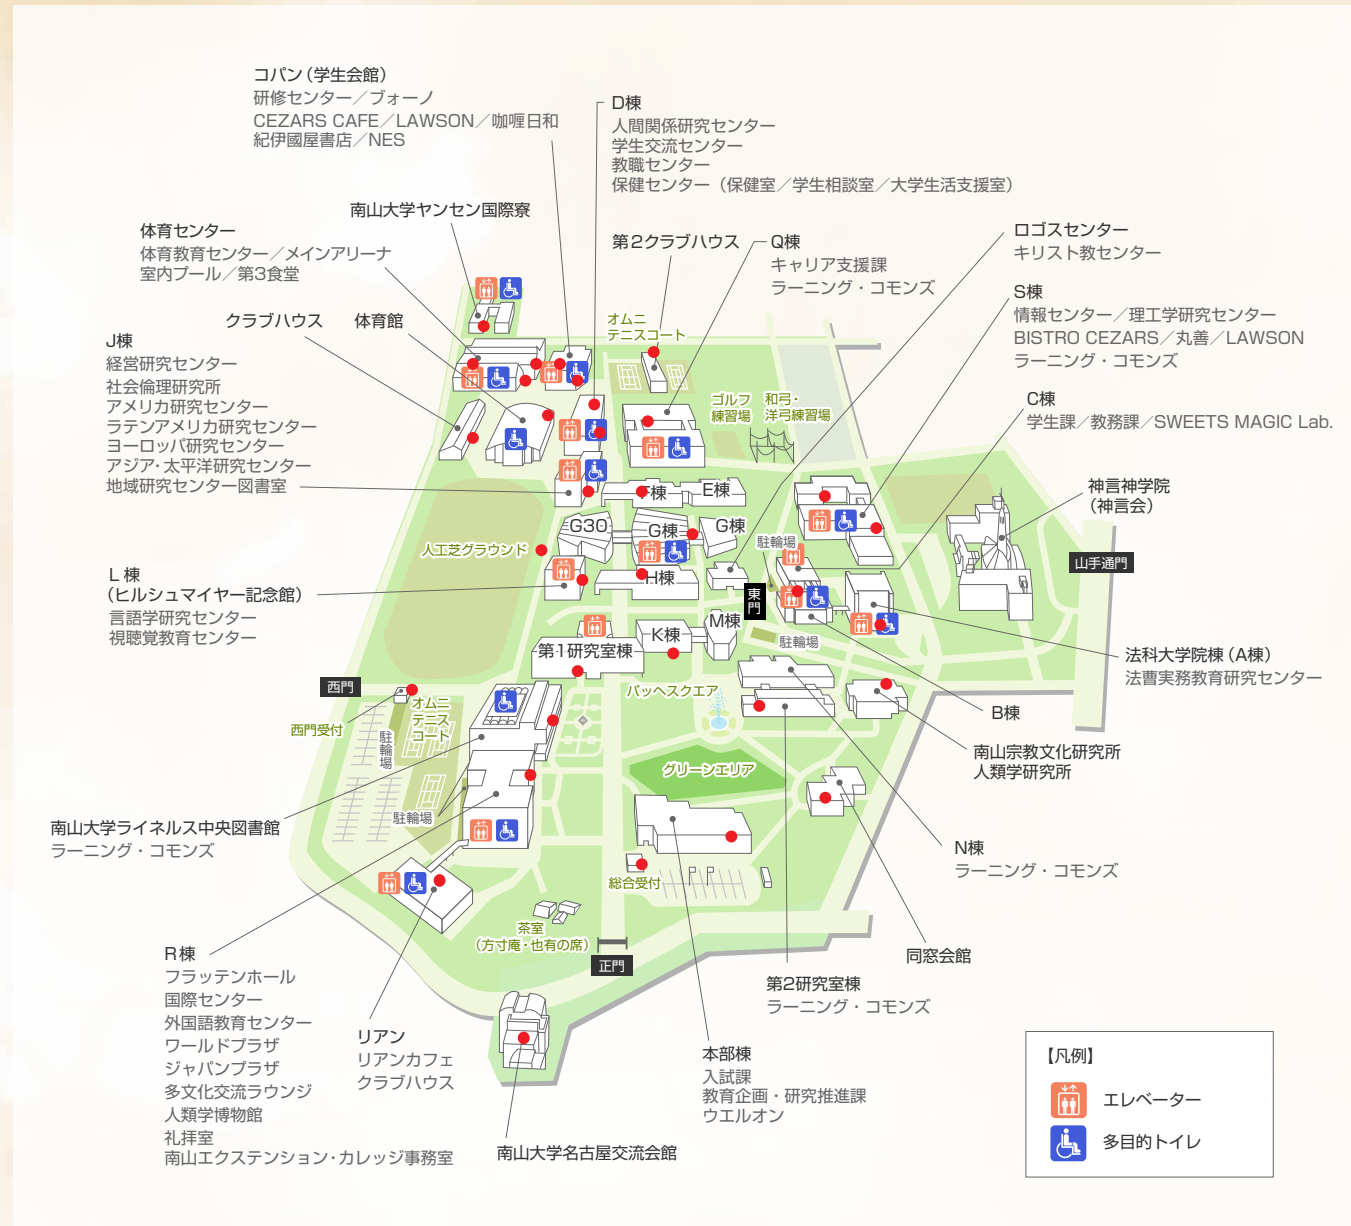 コパン（学生会館）
研修センター／ブォーノ
CEZARS CAFE／LAWSON／咖喱日和
紀伊國屋書店／NES
D棟
人間関係研究センター
学生交流センター
教職センター
保健センター（保健室／学生相談室／大学生活支援室）
南山大学ヤンセン国際寮
体育センター
体育教育センター／メインアリーナ
室内プール／第3食堂
第2クラブハウス
Q棟
キャリア支援課
ラーニング・コモンズ
ロゴスセンター
キリスト教センター
S棟
情報センター／理工学研究センター
BISTRO CEZARS／丸善／LAWSON
ラーニング・コモンズ
クラブハウス
体育館
オムニ
テニスコート
J棟
経営研究センター
社会倫理研究所
アメリカ研究センター
ラテンアメリカ研究センター
ヨーロッパ研究センター
アジア・太平洋研究センター
地域研究センター図書室
ゴルフ
練習場
和弓・
洋弓練習場
C棟
学生課／教務課／SWEETS MAGIC Lab.
神言神学院
（神言会）
F棟
E棟
G30
G棟
G棟
駐輪場
人工芝グラウンド
山手通門
L棟
（ヒルシュマイヤー記念館）
言語学研究センター
視聴覚教育センター
H棟
東門
M棟
K棟
駐輪場
第1研究室棟
法科大学院棟（A棟）
法曹実務教育研究センター
西門
パッヘスクエア
オムニ
テニス
コート
B棟
西門受付
駐輪場
南山宗教文化研究所
人類学研究所
グリーンエリア
駐輪場
南山大学ライネルス中央図書館
ラーニング・コモンズ
N棟
ラーニング・コモンズ
総合受付
茶室
（方寸庵・也有の席）
正門
同窓会館
R棟
フラッテンホール
国際センター
外国語教育センター
ワールドプラザ
ジャパンプラザ
多文化交流ラウンジ
人類学博物館
礼拝室
南山エクステンション・カレッジ事務室
リアン
リアンカフェ
クラブハウス
第2研究室棟
ラーニング・コモンズ
本部棟
入試課
教育企画・研究推進課
ウエルオン
南山大学名古屋交流会館
【凡例】
エレベーター
多目的トイレ